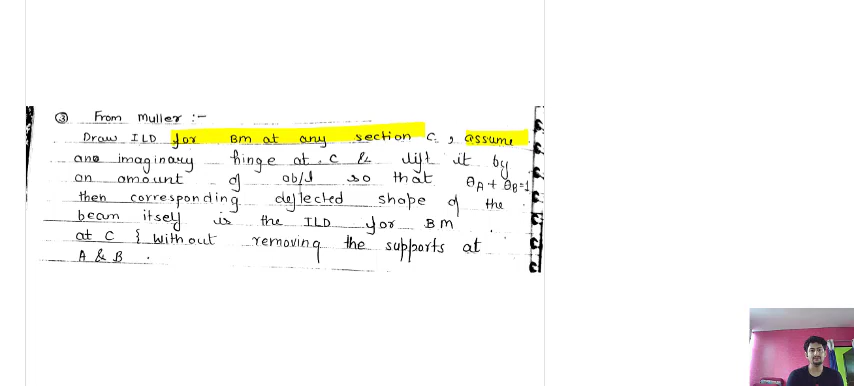 ③ From Muller :-
Draw ILD for BM at any section C, assume
ane imaginary hinge at C & lift it by
an amount of ab/l so that θA + θB = 1
then corresponding deflected shape of the
beam itself is the ILD for BM
at C { without removing the supports at
A & B .